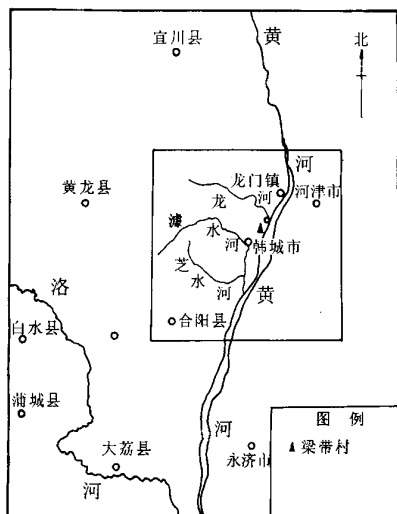 宜川县
黄河
北
龙门镇
河津市
黄龙县
龙河
澽水河
韩城市
芝水河
黄河
洛河
合阳县
白水县
蒲城县
大荔县
永济市
图例
梁带村